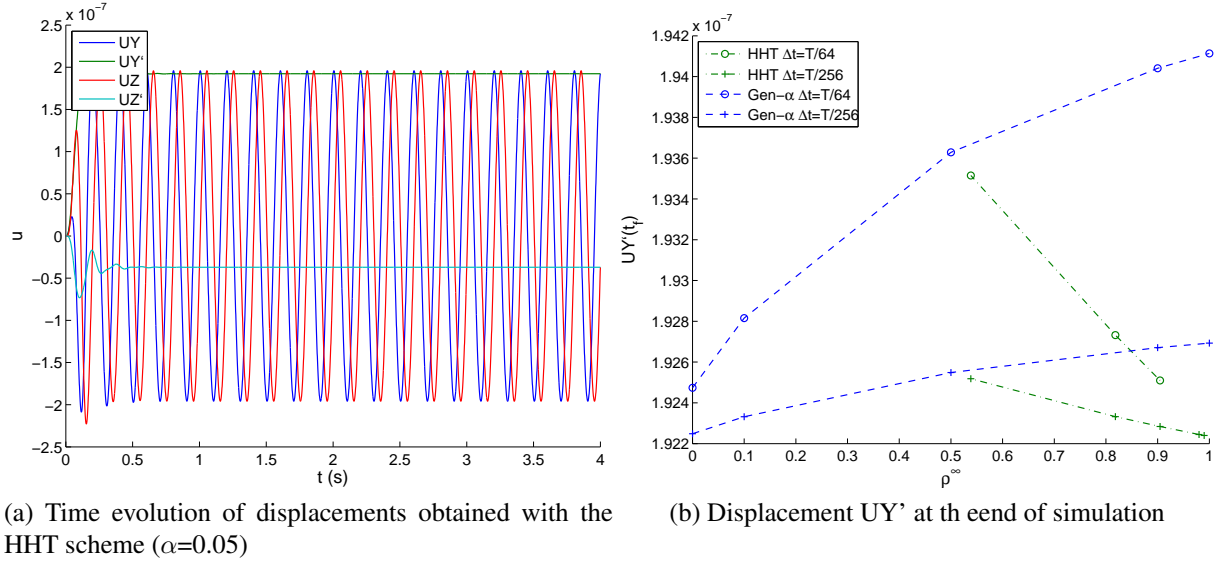 x 10⁻⁷
2.5
2
1.5
1
0.5
0
−0.5
−1
−1.5
−2
−2.5
u
UY
UY‘
UZ
UZ‘
0 0.5 1 1.5 2 2.5 3 3.5 4
t (s)
(a) Time evolution of displacements obtained with the
HHT scheme (α=0.05)
x 10⁻⁷
1.942
1.94
1.938
1.936
1.934
1.932
1.93
1.928
1.926
1.924
1.922
UY‘(t_f)
HHT Δt=T/64
HHT Δt=T/256
Gen−α Δt=T/64
Gen−α Δt=T/256
0 0.1 0.2 0.3 0.4 0.5 0.6 0.7 0.8 0.9 1
ρ^∞
(b) Displacement UY’ at th eend of simulation